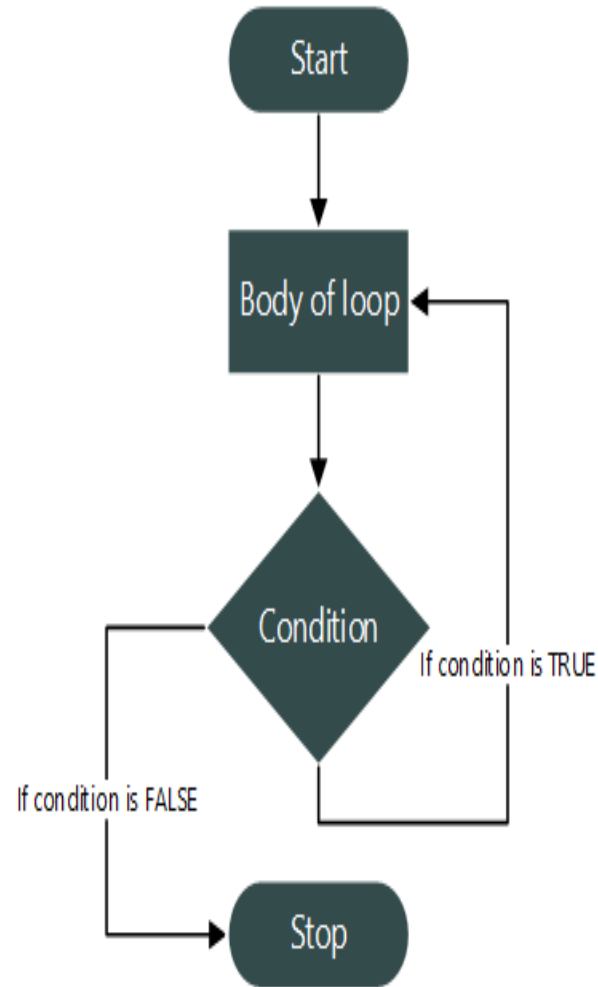 Start
Body of loop
Condition
If condition is TRUE
If condition is FALSE
Stop